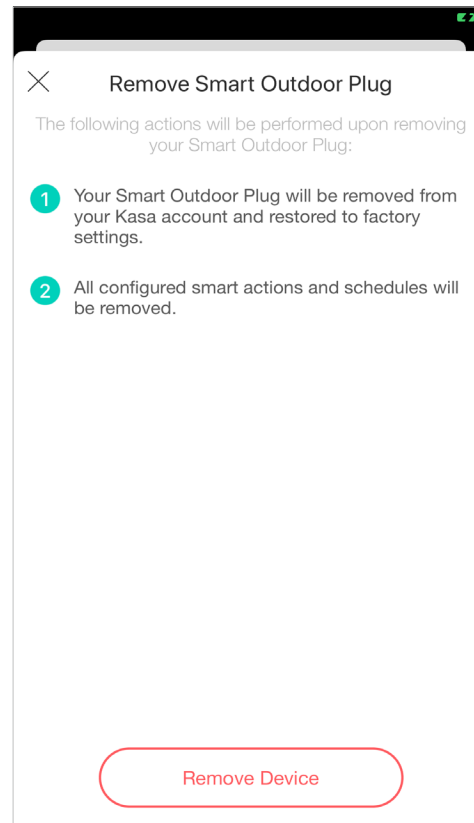 Remove Smart Outdoor Plug
The following actions will be performed upon removing
your Smart Outdoor Plug:
1 Your Smart Outdoor Plug will be removed from
your Kasa account and restored to factory
settings.
2 All configured smart actions and schedules will
be removed.
Remove Device